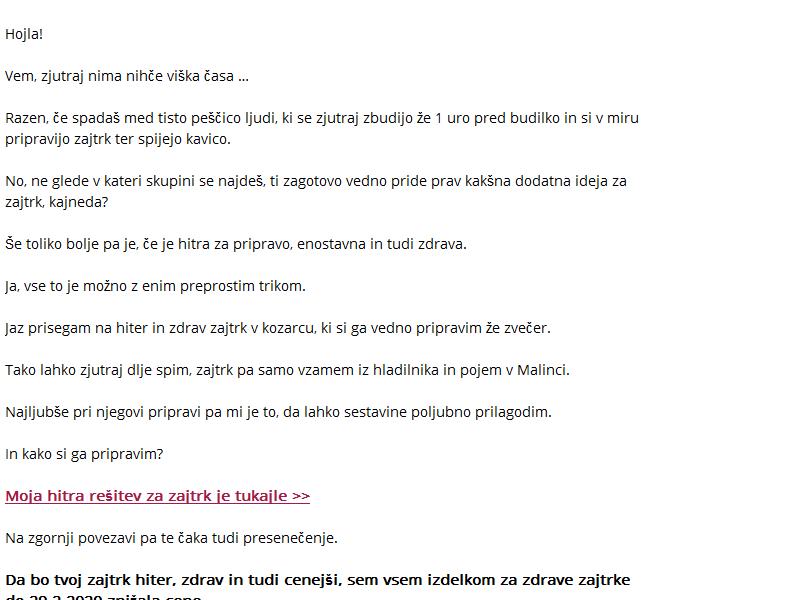 Hojla!
Vem, zjutraj nima nihče viška časa ...
Razen, če spadaš med tisto peščico ljudi, ki se zjutraj zbudijo že 1 uro pred budilko in si v miru
pripravijo zajtrk ter spijejo kavico.
No, ne glede v kateri skupini se najdeš, ti zagotovo vedno pride prav kakšna dodatna ideja za
zajtrk, kajneda?
Še toliko bolje pa je, če je hitra za pripravo, enostavna in tudi zdrava.
Ja, vse to je možno z enim preprostim trikom.
Jaz prisegam na hiter in zdrav zajtrk v kozarcu, ki si ga vedno pripravim že zvečer.
Tako lahko zjutraj dlje spim, zajtrk pa samo vzamem iz hladilnika in pojem v Malinci.
Najljubše pri njegovi pripravi pa mi je to, da lahko sestavine poljubno prilagodim.
In kako si ga pripravim?
Moja hitra rešitev za zajtrk je tukajle >>
Na zgornji povezavi pa te čaka tudi presenečenje.
Da bo tvoj zajtrk hiter, zdrav in tudi cenejši, sem vsem izdelkom za zdrave zajtrke